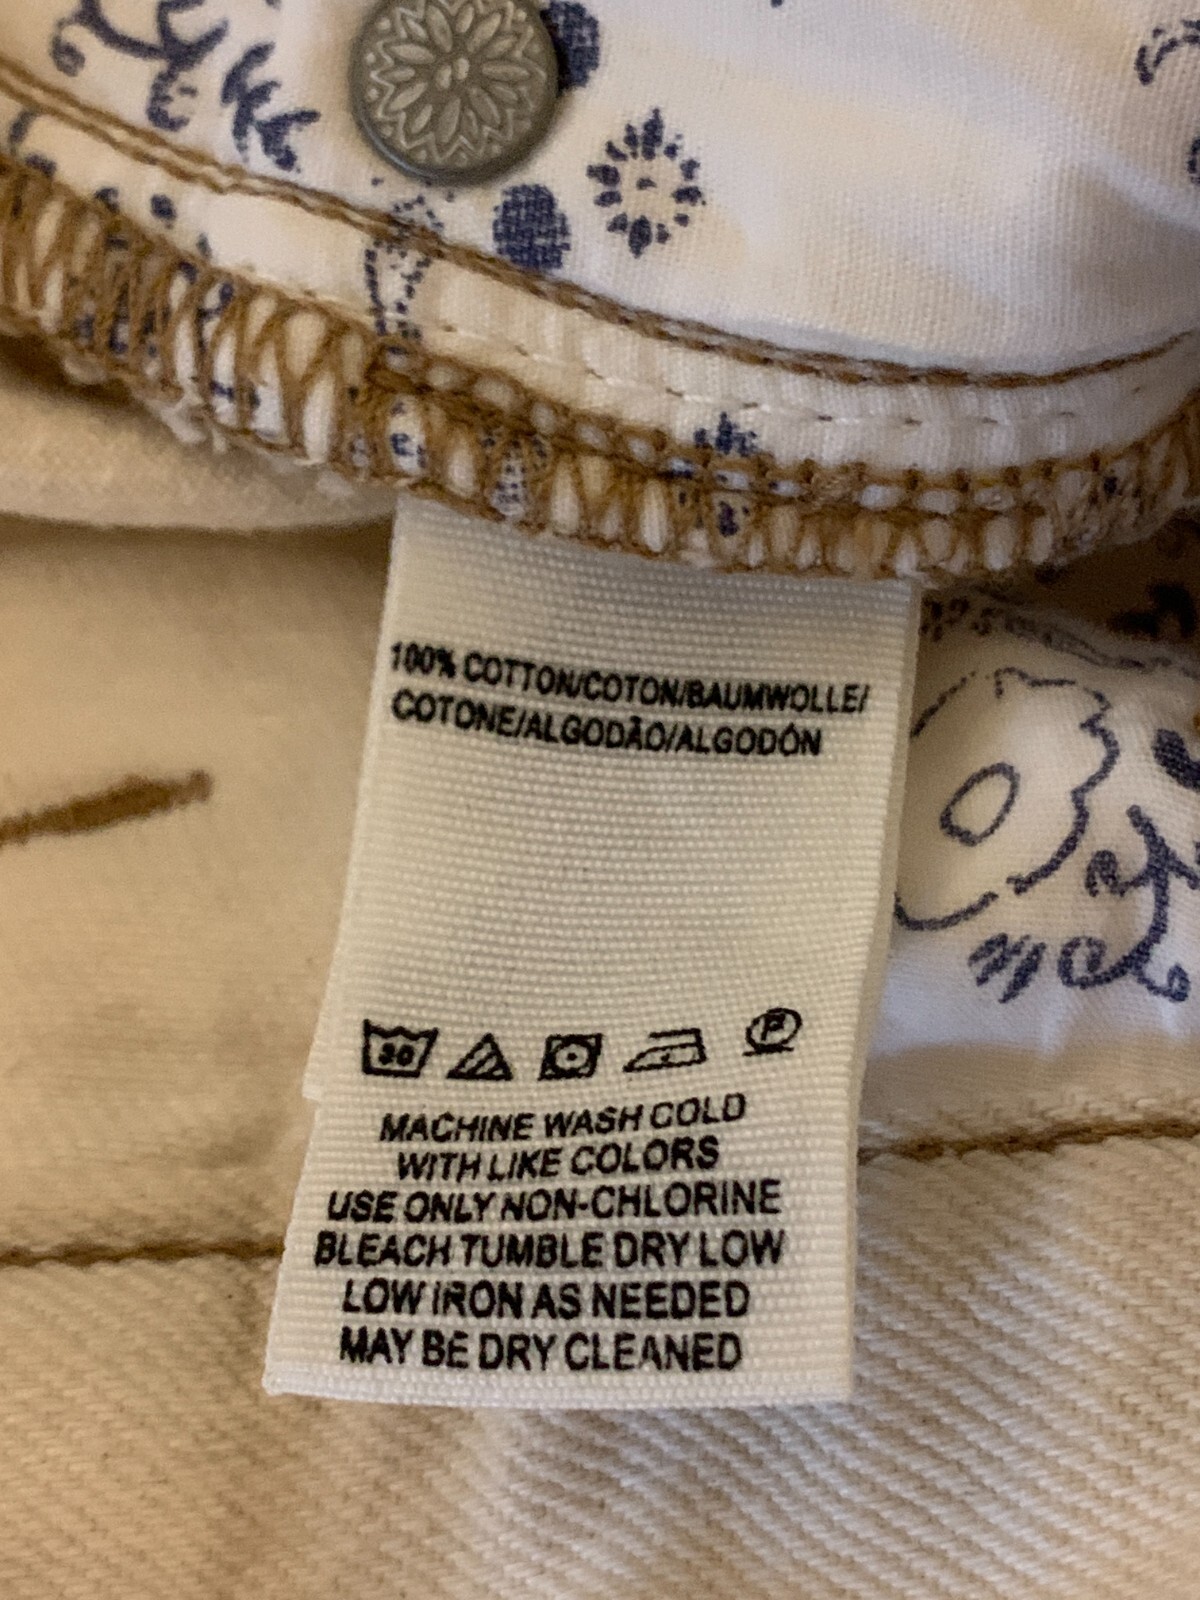 100% COTTON/COTON/BAUMWOLLE/
COTONE/ALGODÃO/ALGODÓN
30 P
MACHINE WASH COLD
WITH LIKE COLORS
USE ONLY NON-CHLORINE
BLEACH TUMBLE DRY LOW
LOW IRON AS NEEDED
MAY BE DRY CLEANED